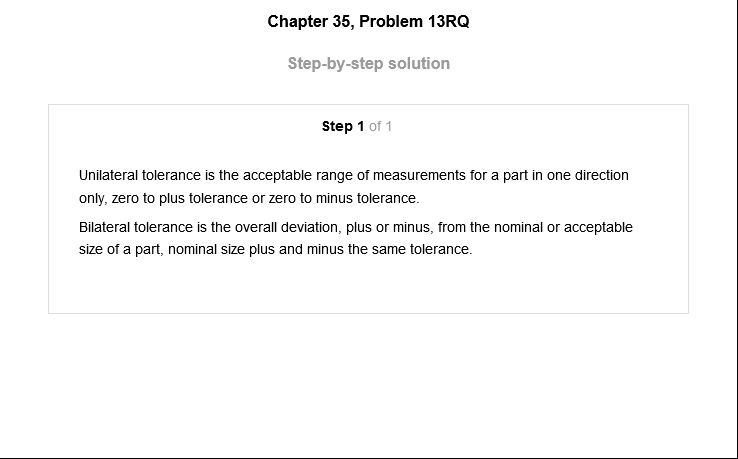 Chapter 35, Problem 13RQ
Step-by-step solution
Step 1 of 1
Unilateral tolerance is the acceptable range of measurements for a part in one direction
only, zero to plus tolerance or zero to minus tolerance.
Bilateral tolerance is the overall deviation, plus or minus, from the nominal or acceptable
size of a part, nominal size plus and minus the same tolerance.